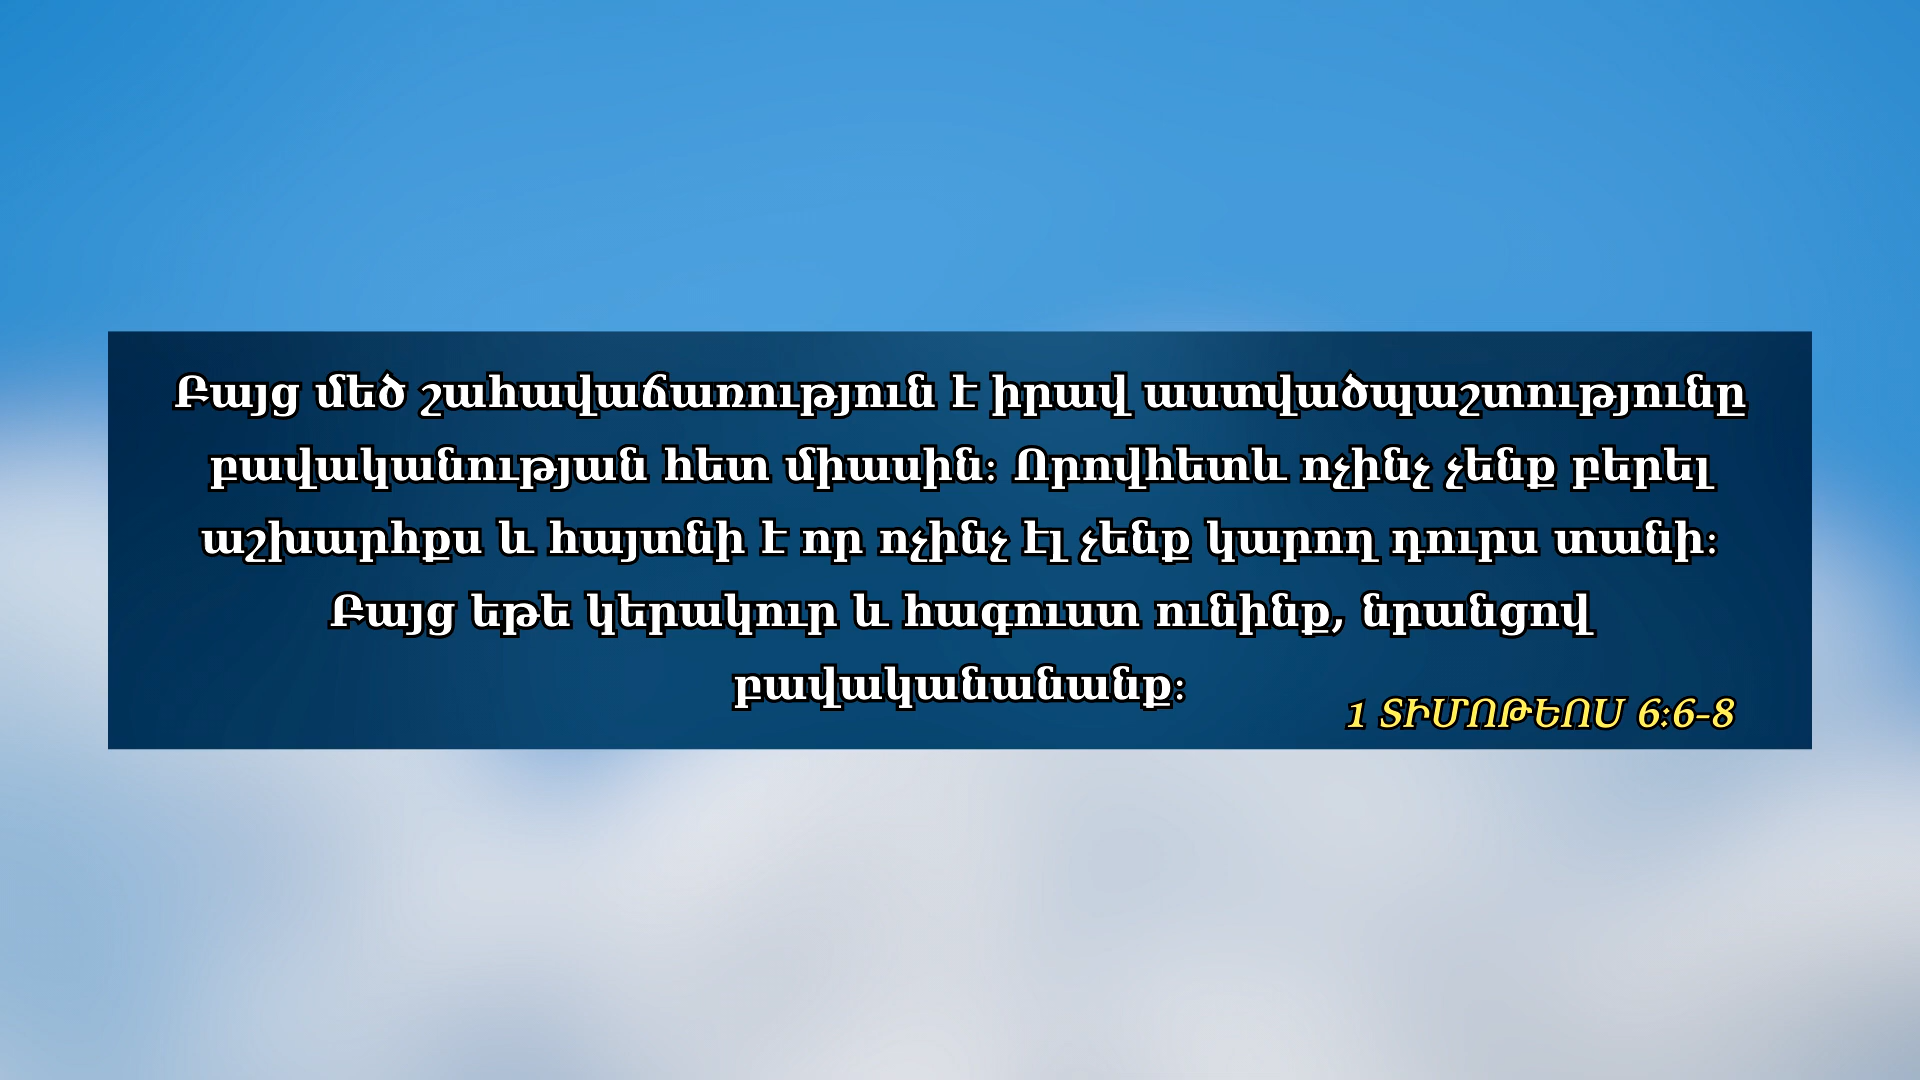 Բայց մեծ շահավաճառություն է իրավ աստվածպաշտությունը
բավականության հետ միասին։ Որովհետև ոչինչ չենք բերել
աշխարհքս և հայտնի է որ ոչինչ էլ չենք կարող դուրս տանի։
Բայց եթե կերակուր և հագուստ ունինք, նրանցով
բավականանանք։
1 ՏԻՄՈԹԵՈՍ 6:6-8